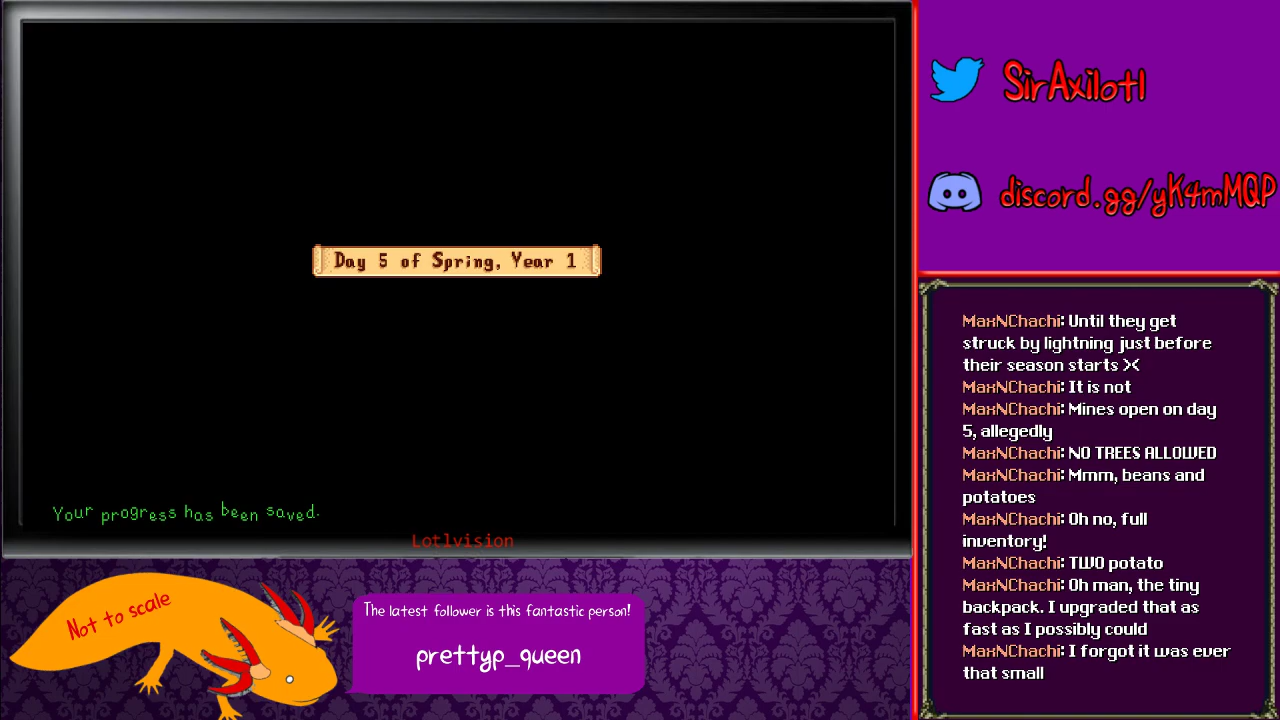 Day 5 of Spring, Year 1
Your progress has been saved.
Lotlvision
Not to scale
The latest follower is this fantastic person!
prettyp_queen
SirAxilotl
discord.gg/yK4mMQP
MaxNChachi: Until they get
struck by lightning just before
their season starts ><
MaxNChachi: It is not
MaxNChachi: Mines open on day
5, allegedly
MaxNChachi: NO TREES ALLOWED
MaxNChachi: Mmm, beans and
potatoes
MaxNChachi: Oh no, full
inventory!
MaxNChachi: TWO potato
MaxNChachi: Oh man, the tiny
backpack. I upgraded that as
fast as I possibly could
MaxNChachi: I forgot it was ever
that small